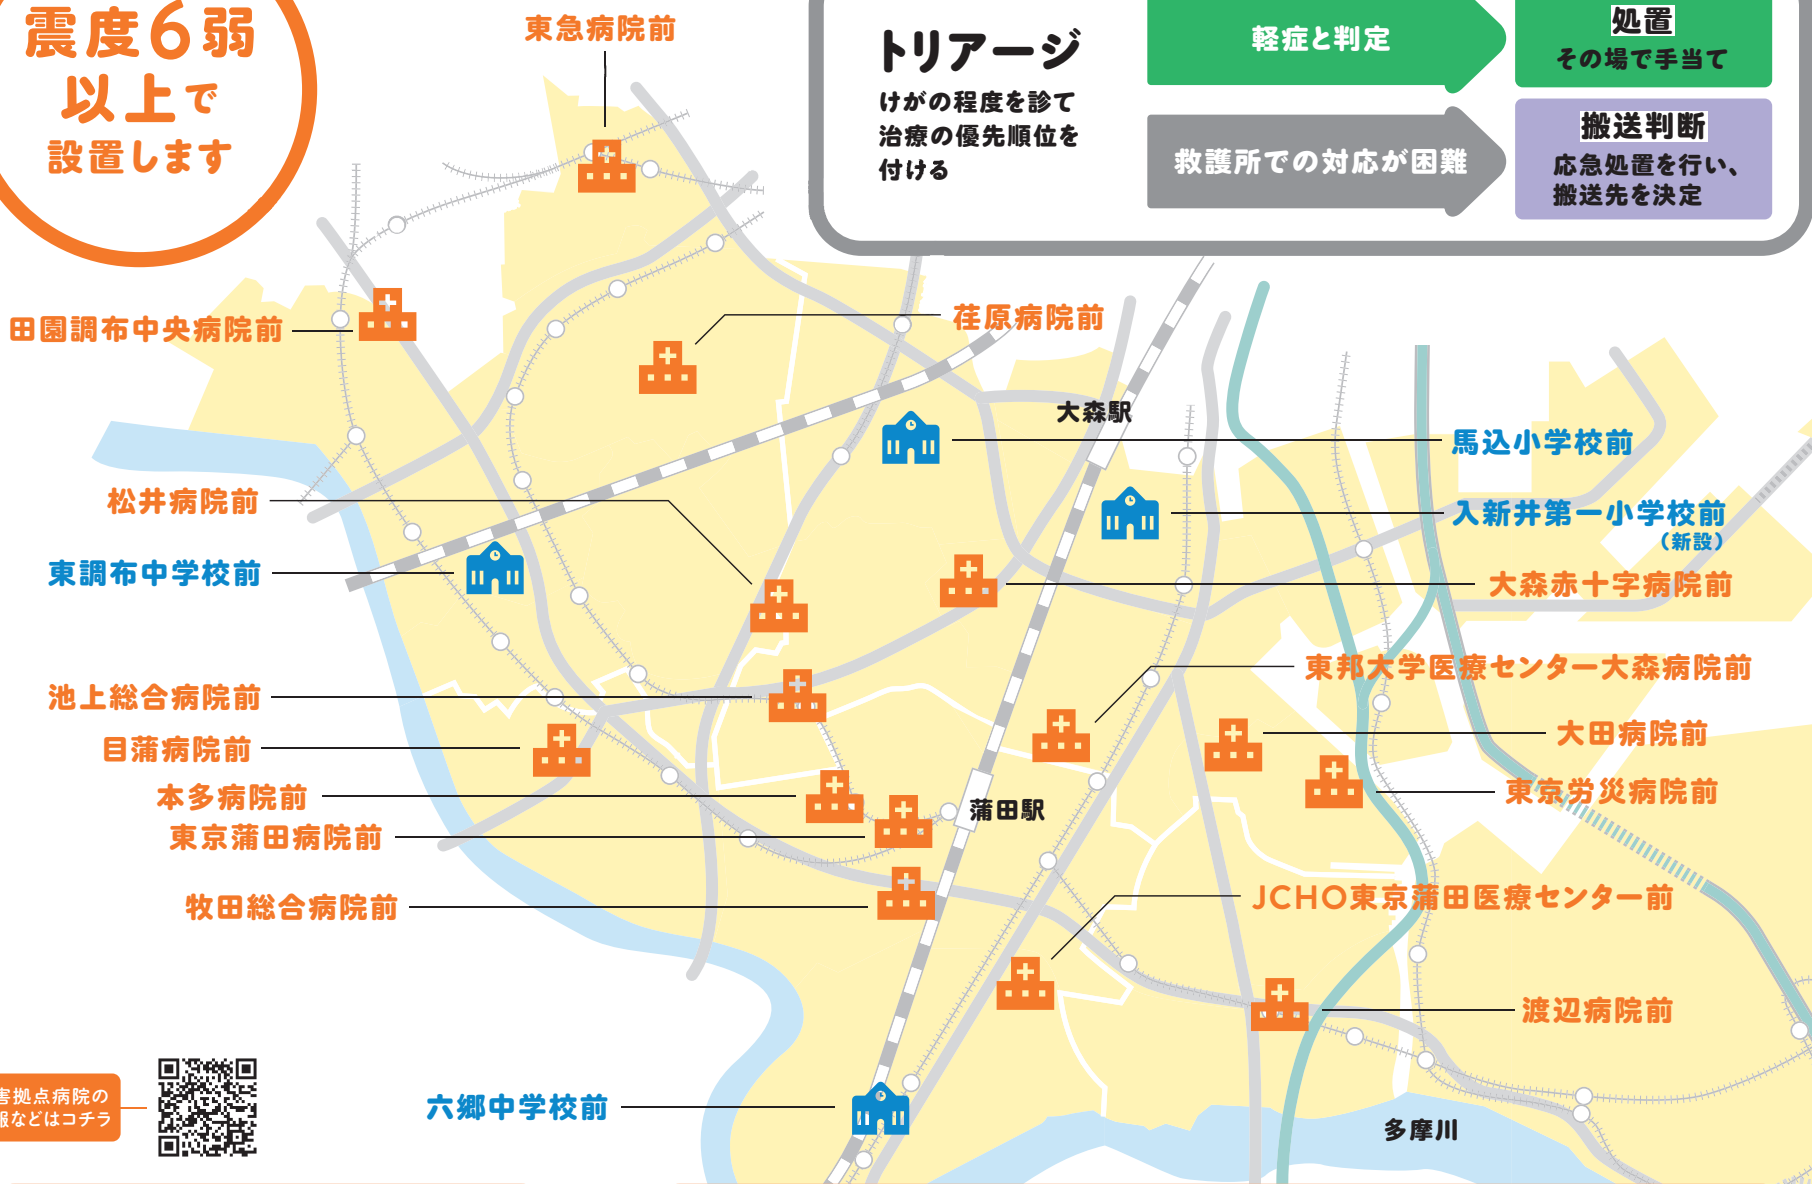 震度6弱
以上で
設置します
トリアージ
けがの程度を診て
治療の優先順位を
付ける
軽症と判定
処置
その場で手当て
救護所での対応が困難
搬送判断
応急処置を行い、
搬送先を決定
東急病院前
田園調布中央病院前
荏原病院前
大森駅
馬込小学校前
松井病院前
入新井第一小学校前
（新設）
東調布中学校前
大森赤十字病院前
東邦大学医療センター大森病院前
池上総合病院前
大田病院前
目蒲病院前
東京労災病院前
本多病院前
蒲田駅
東京蒲田病院前
JCHO東京蒲田医療センター前
牧田総合病院前
渡辺病院前
六郷中学校前
多摩川
害拠点病院の
報などはコチラ